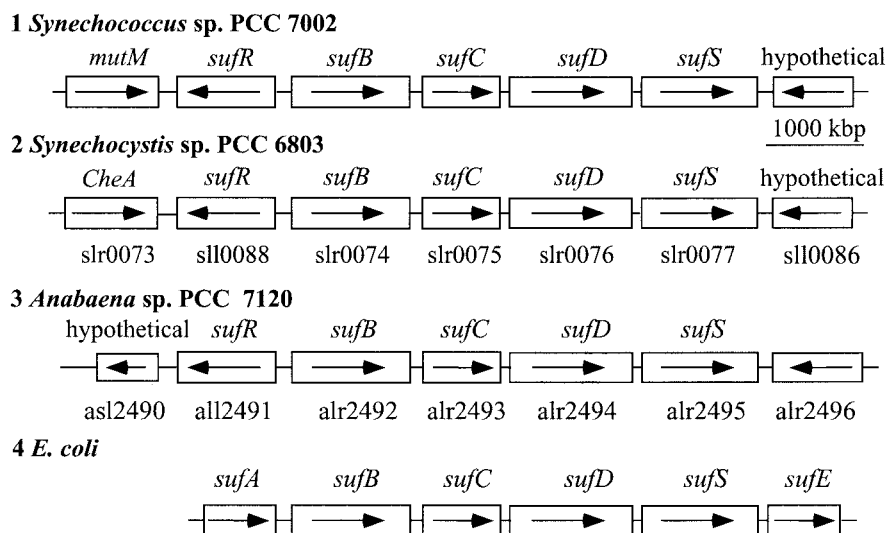 1 Synechococcus sp. PCC 7002
mutM sufR sufB sufC sufD sufS hypothetical
1000 kbp
2 Synechocystis sp. PCC 6803
CheA sufR sufB sufC sufD sufS hypothetical
slr0073 sll0088 slr0074 slr0075 slr0076 slr0077 sll0086
3 Anabaena sp. PCC 7120
hypothetical sufR sufB sufC sufD sufS
asl2490 all2491 alr2492 alr2493 alr2494 alr2495 alr2496
4 E. coli
sufA sufB sufC sufD sufS sufE